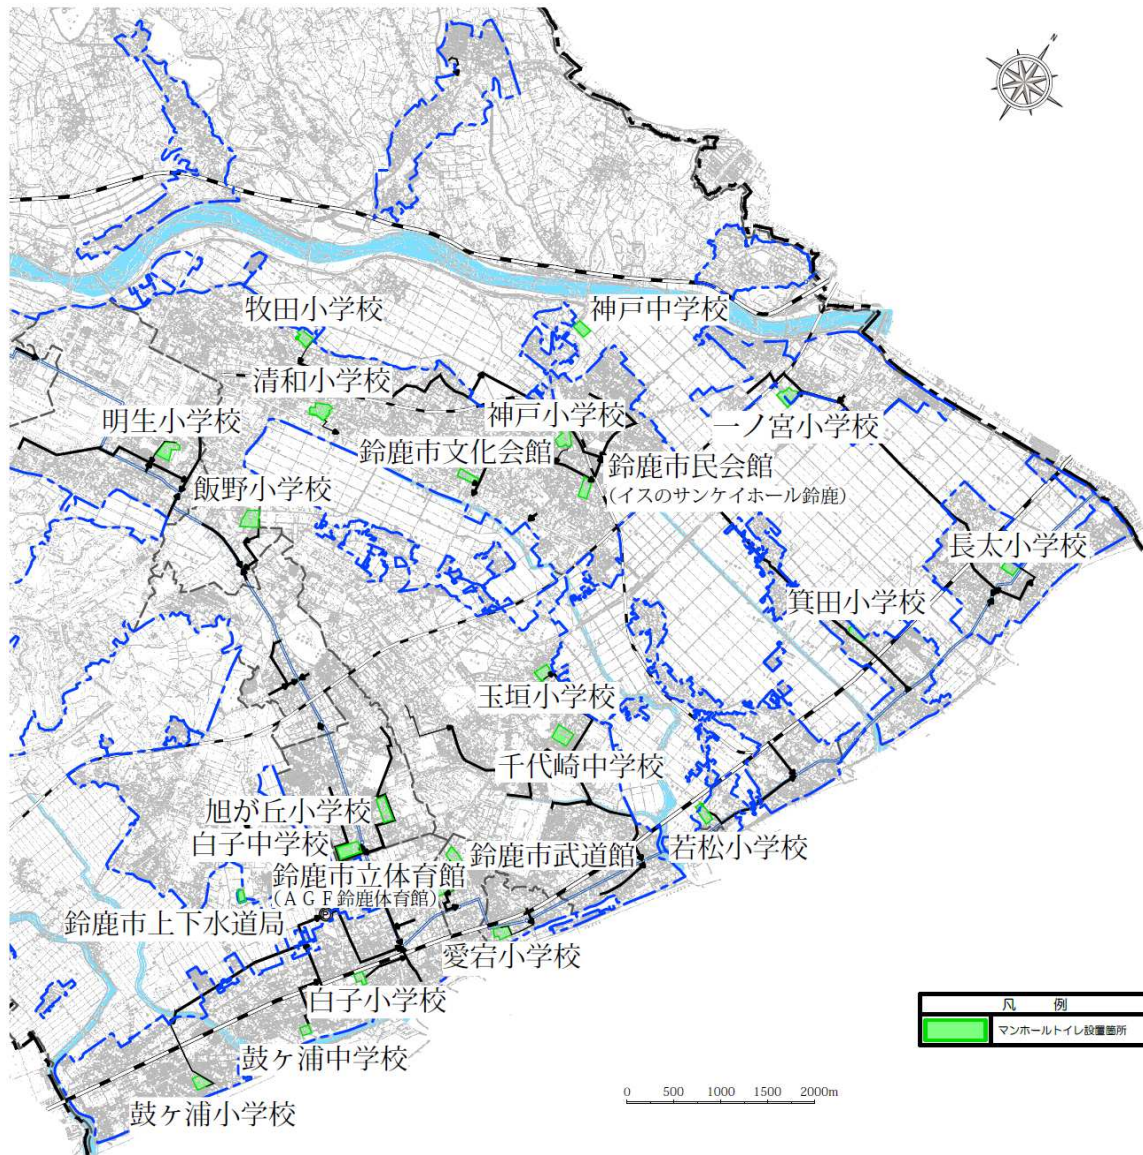 N
牧田小学校
神戸中学校
清和小学校
明生小学校
神戸小学校
一ノ宮小学校
鈴鹿市文化会館
鈴鹿市民会館
(イスのサンケイホール鈴鹿)
飯野小学校
長太小学校
箕田小学校
玉垣小学校
千代崎中学校
旭が丘小学校
白子中学校
鈴鹿市武道館
若松小学校
鈴鹿市立体育館
(AGF鈴鹿体育館)
鈴鹿市上下水道局
P
愛宕小学校
白子小学校
鼓ヶ浦中学校
鼓ヶ浦小学校
凡 例
マンホールトイレ設置箇所
0 500 1000 1500 2000m